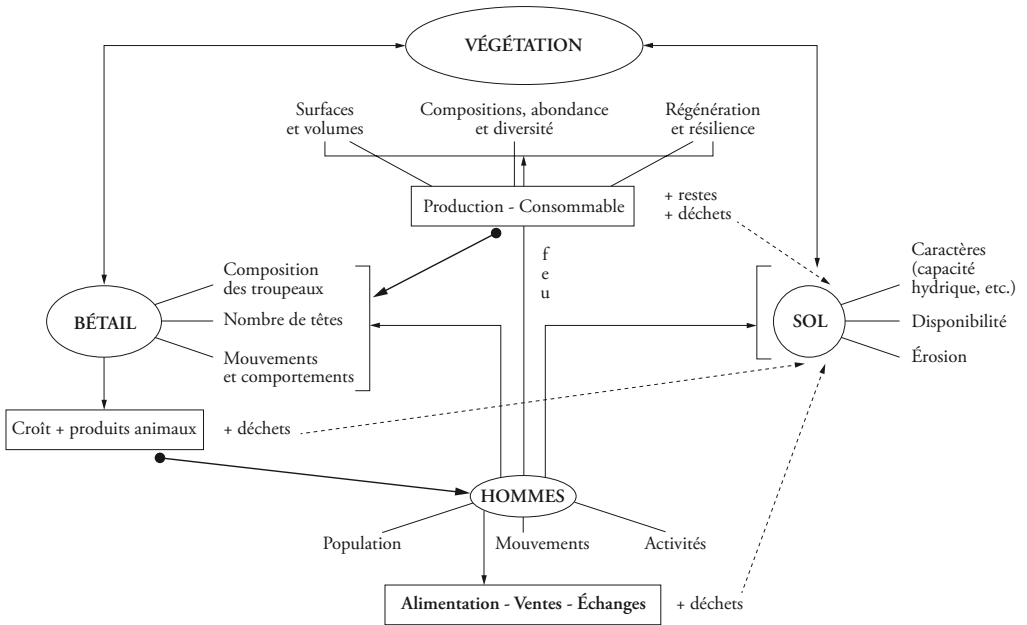 VÉGÉTATION
Surfaces
et volumes
Compositions, abondance
et diversité
Régénération
et résilience
Production - Consommable
+ restes
+ déchets
f
e
u
Caractères
(capacité
hydrique, etc.)
Composition
des troupeaux
BÉTAIL
Nombre de têtes
SOL
Disponibilité
Mouvements
et comportements
Érosion
Croît + produits animaux
+ déchets
HOMMES
Population
Mouvements
Activités
Alimentation - Ventes - Échanges
+ déchets